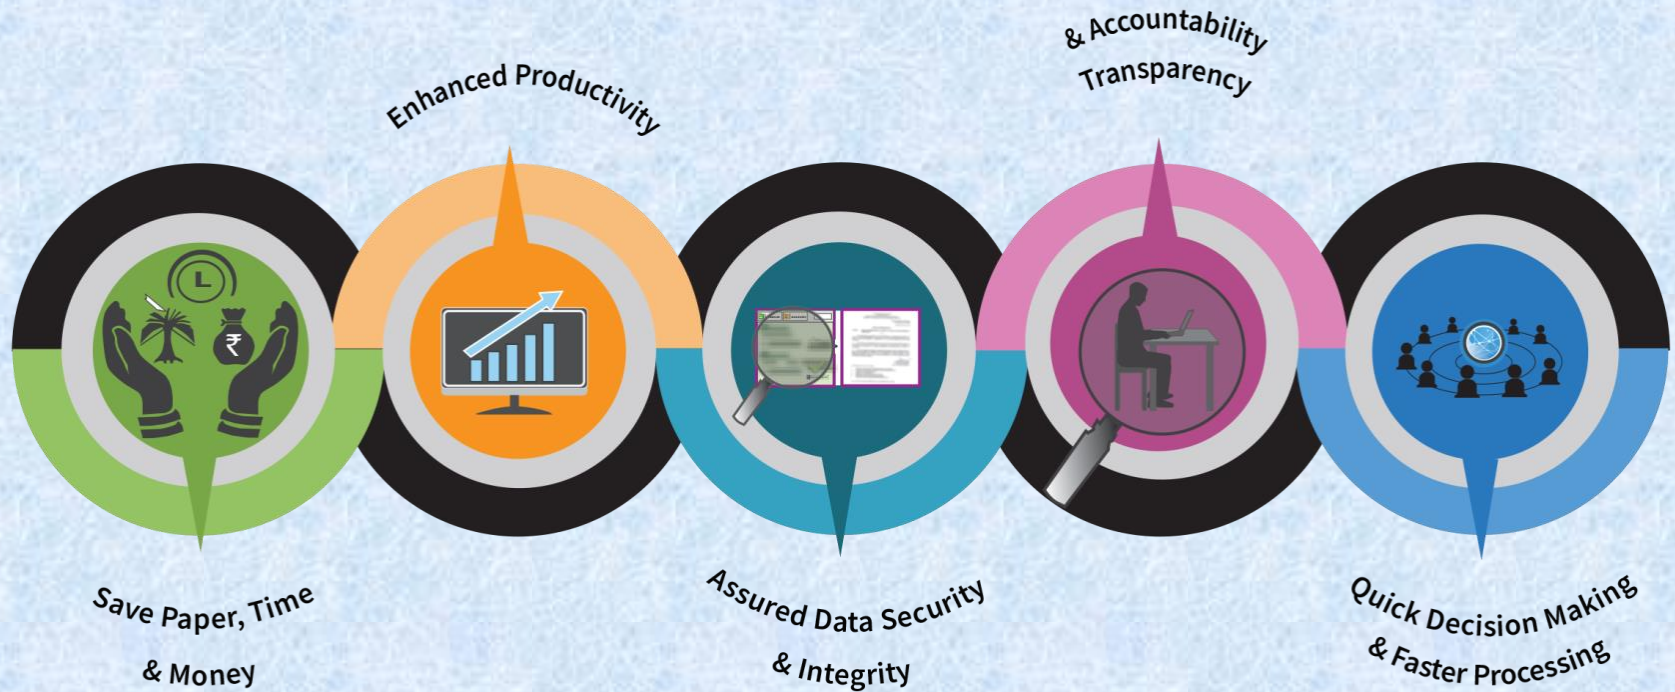 Save Paper, Time
& Money
Enhanced Productivity
Assured Data Security
& Integrity
& Accountability
Transparency
Quick Decision Making
& Faster Processing
L
₹